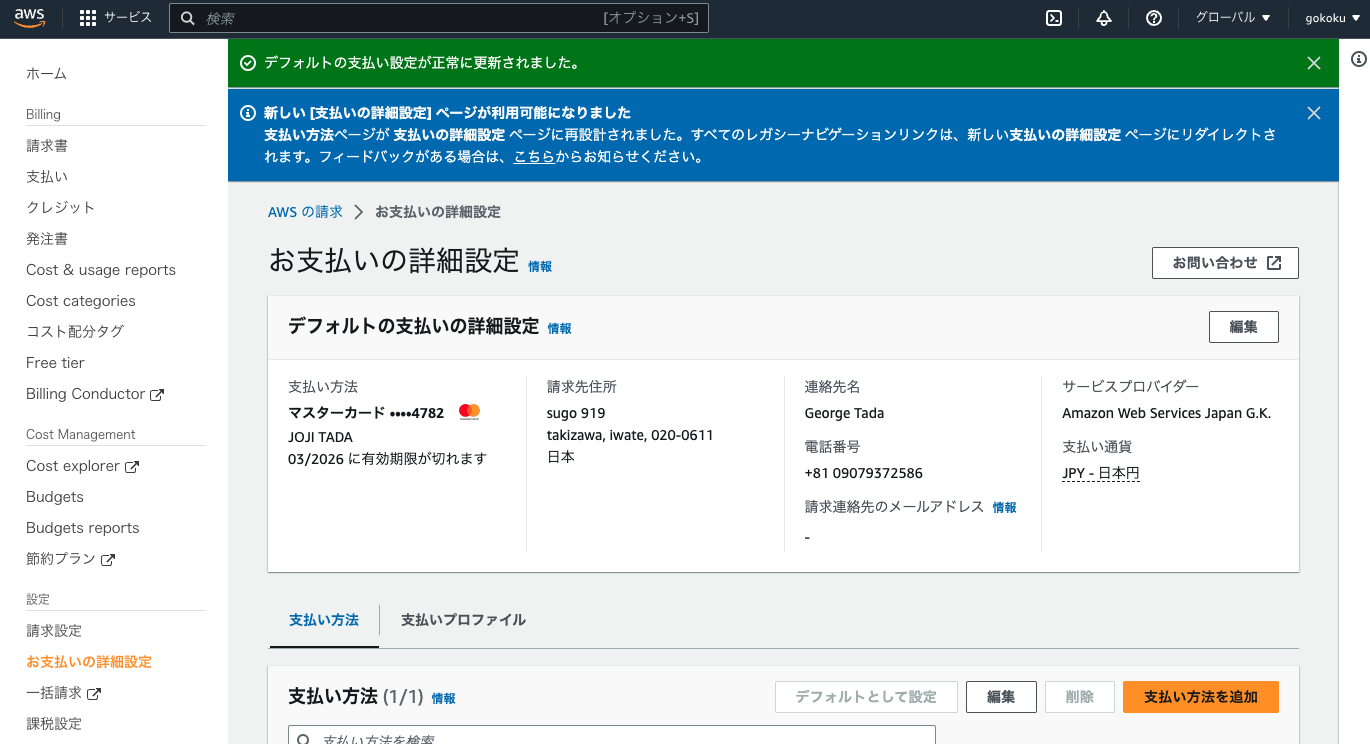 aws
サービス
検索
[オプション+S]
グローバル
gokoku
ホーム
Billing
請求書
支払い
クレジット
発注書
Cost & usage reports
Cost categories
コスト配分タグ
Free tier
Billing Conductor
Cost Management
Cost explorer
Budgets
Budgets reports
節約プラン
設定
請求設定
お支払いの詳細設定
一括請求
課税設定
デフォルトの支払い設定が正常に更新されました。
新しい [支払いの詳細設定] ページが利用可能になりました
支払い方法ページが 支払いの詳細設定 ページに再設計されました。すべてのレガシーナビゲーションリンクは、新しい支払いの詳細設定 ページにリダイレクトさ
れます。フィードバックがある場合は、こちらからお知らせください。
AWS の請求
お支払いの詳細設定
お支払いの詳細設定 情報
お問い合わせ
デフォルトの支払いの詳細設定 情報
編集
支払い方法
マスターカード ••••4782
JOJI TADA
03/2026 に有効期限が切れます
請求先住所
sugo 919
takizawa, iwate, 020-0611
日本
連絡先名
George Tada
電話番号
+81 09079372586
請求連絡先のメールアドレス 情報
-
サービスプロバイダー
Amazon Web Services Japan G.K.
支払い通貨
JPY - 日本円
支払い方法
支払いプロファイル
支払い方法 (1/1) 情報
デフォルトとして設定
編集
削除
支払い方法を追加
支払い方法を検索